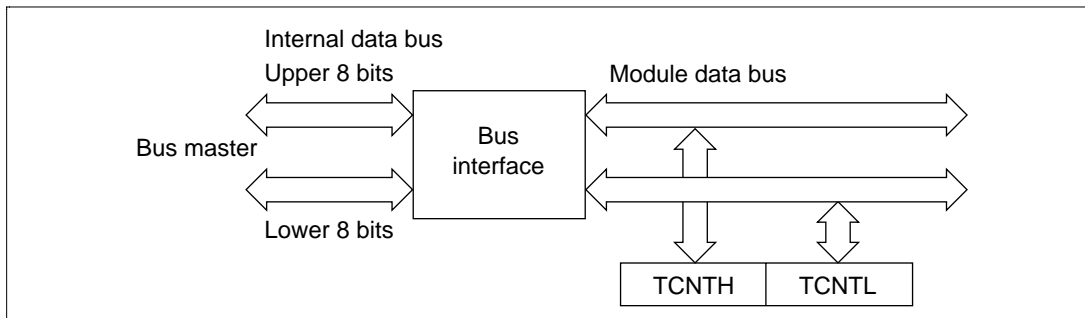 Internal data bus
Upper 8 bits
Module data bus
Bus master
Bus
interface
Lower 8 bits
TCNTH
TCNTL